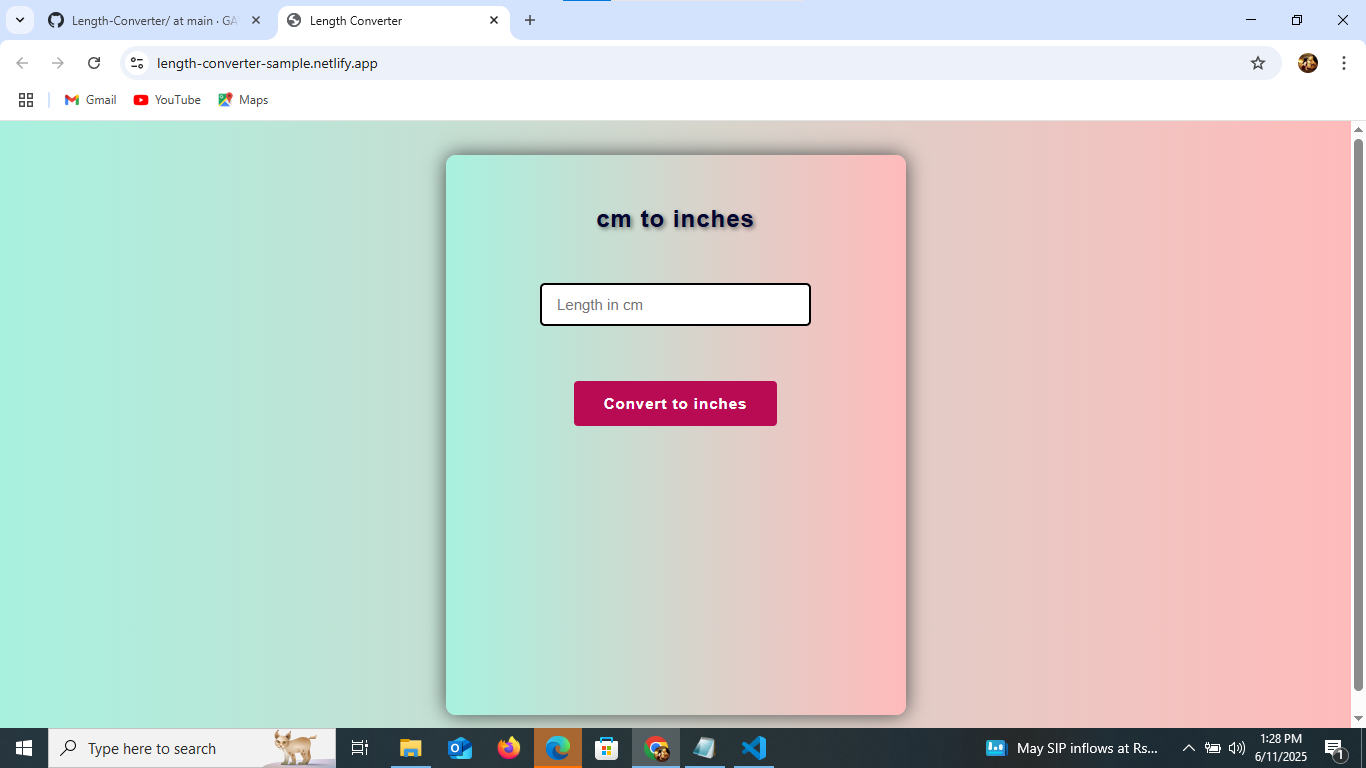 Length-Converter/ at main · GA
Length Converter
length-converter-sample.netlify.app
Gmail
YouTube
Maps
cm to inches
Length in cm
Convert to inches
Type here to search
May SIP inflows at Rs...
1:28 PM
6/11/2025
1